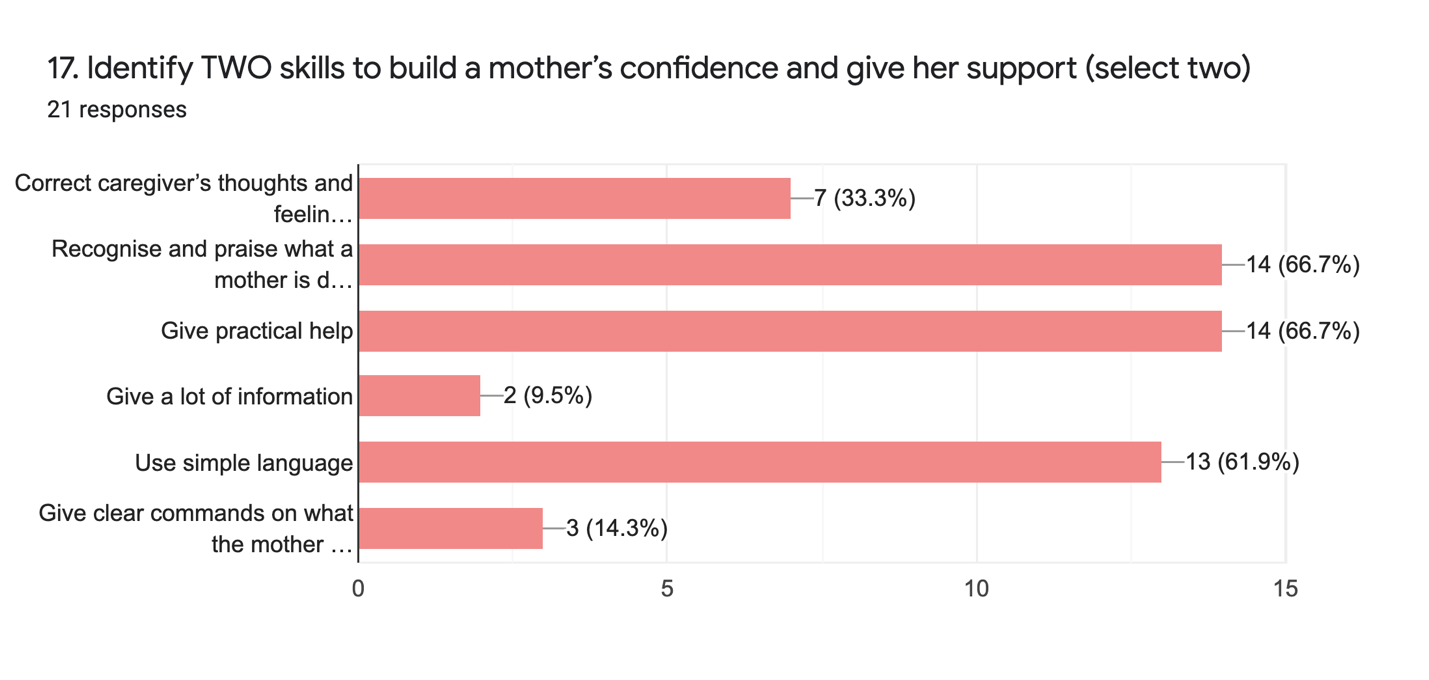 17. Identify TWO skills to build a mother’s confidence and give her support (select two)
21 responses
Correct caregiver’s thoughts and
feelin…
7 (33.3%)
Recognise and praise what a
mother is d…
14 (66.7%)
Give practical help
14 (66.7%)
Give a lot of information
2 (9.5%)
Use simple language
13 (61.9%)
Give clear commands on what
the mother …
3 (14.3%)
0 5 10 15